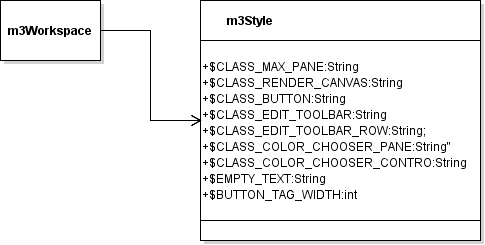 m3Workspace
m3Style
+$CLASS_MAX_PANE:String
+$CLASS_RENDER_CANVAS:String
+$CLASS_BUTTON:String
+$CLASS_EDIT_TOOLBAR:String
+$CLASS_EDIT_TOOLBAR_ROW:String;
+$CLASS_COLOR_CHOOSER_PANE:String"
+$CLASS_COLOR_CHOOSER_CONTRO:String
+$EMPTY_TEXT:String
+$BUTTON_TAG_WIDTH:int